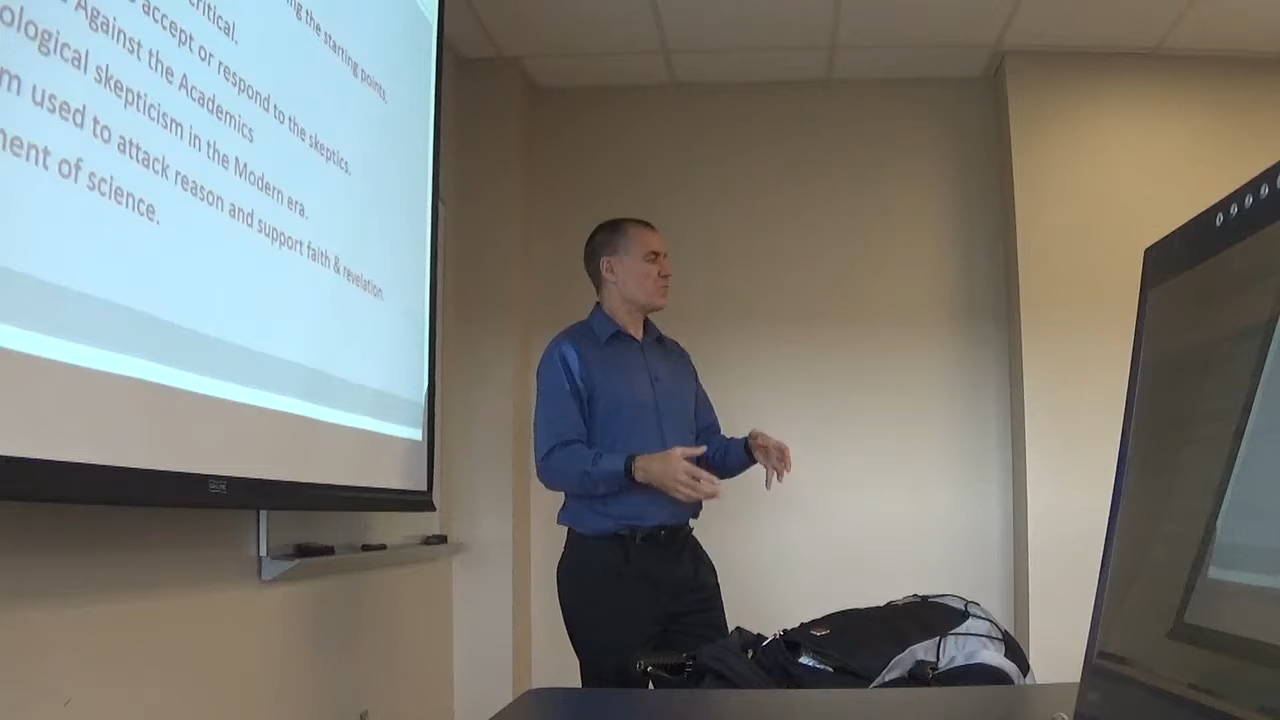 the starting points.
critical.
accept or respond to the skeptics.
Against the Academics
ological skepticism in the Modern era.
m used to attack reason and support faith & revelation.
ment of science.